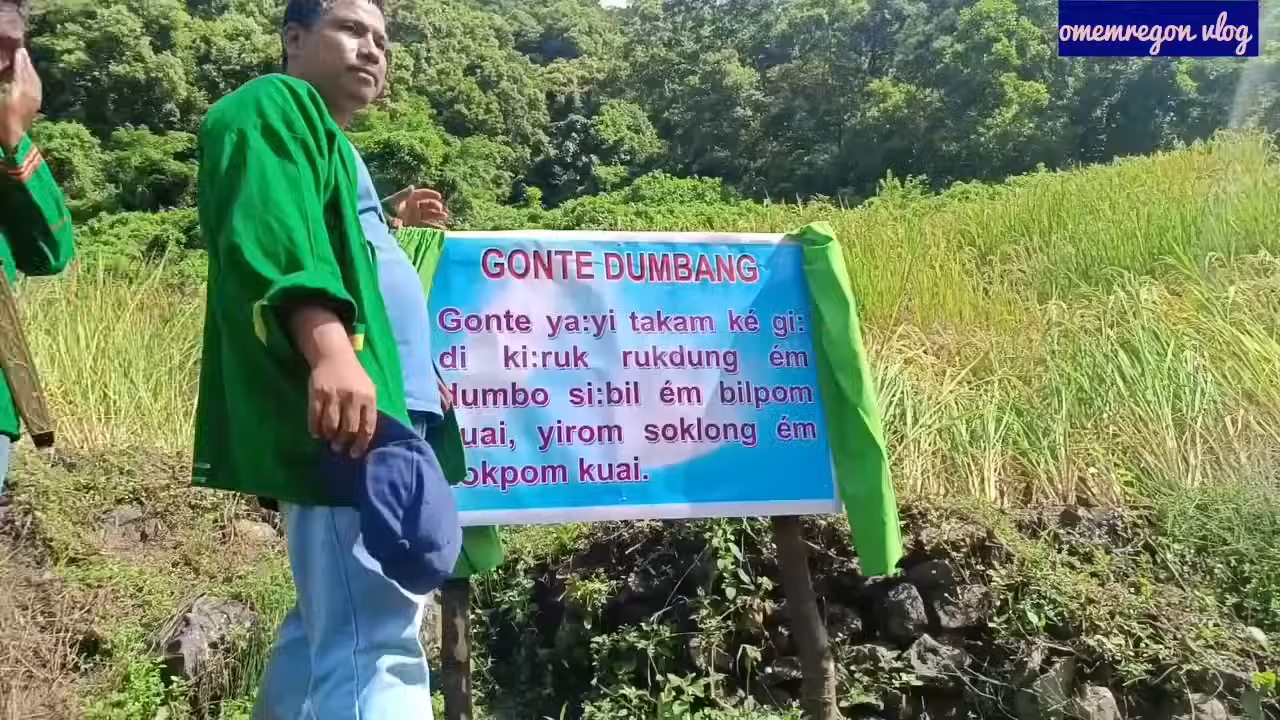 omemregon vlog
GONTE DUMBANG
Gonte ya:yi takam ké gi:
di ki:ruk rukdung ém
dumbo si:bil ém bilpom
kuai, yirom soklong ém
kuai.